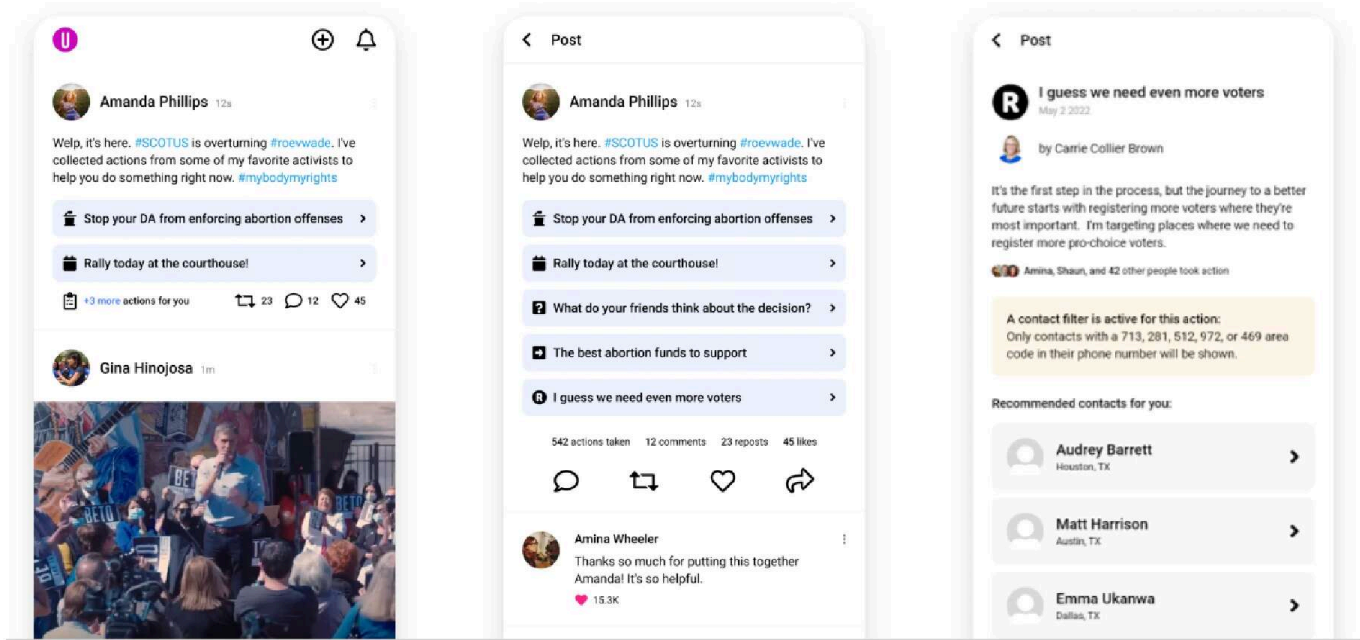 U
Amanda Phillips 12s
Welp, it's here. #SCOTUS is overturning #roevwade. I've
collected actions from some of my favorite activists to
help you do something right now. #mybodymyrights
Stop your DA from enforcing abortion offenses
Rally today at the courthouse!
+3 more actions for you 23 12 45
Gina Hinojosa 1m
BET
BETO
BETO
Post
Amanda Phillips 12s
Welp, it's here. #SCOTUS is overturning #roevwade. I've
collected actions from some of my favorite activists to
help you do something right now. #mybodymyrights
Stop your DA from enforcing abortion offenses
Rally today at the courthouse!
? What do your friends think about the decision?
The best abortion funds to support
R I guess we need even more voters
542 actions taken 12 comments 23 reposts 45 likes
Amina Wheeler
Thanks so much for putting this together
Amanda! It's so helpful.
15.3K
Post
R I guess we need even more voters
May 2 2022
by Carrie Collier Brown
It's the first step in the process, but the journey to a better
future starts with registering more voters where they're
most important. I'm targeting places where we need to
register more pro-choice voters.
Amina, Shaun, and 42 other people took action
A contact filter is active for this action:
Only contacts with a 713, 281, 512, 972, or 469 area
code in their phone number will be shown.
Recommended contacts for you:
Audrey Barrett
Houston, TX
Matt Harrison
Austin, TX
Emma Ukanwa
Dallas, TX